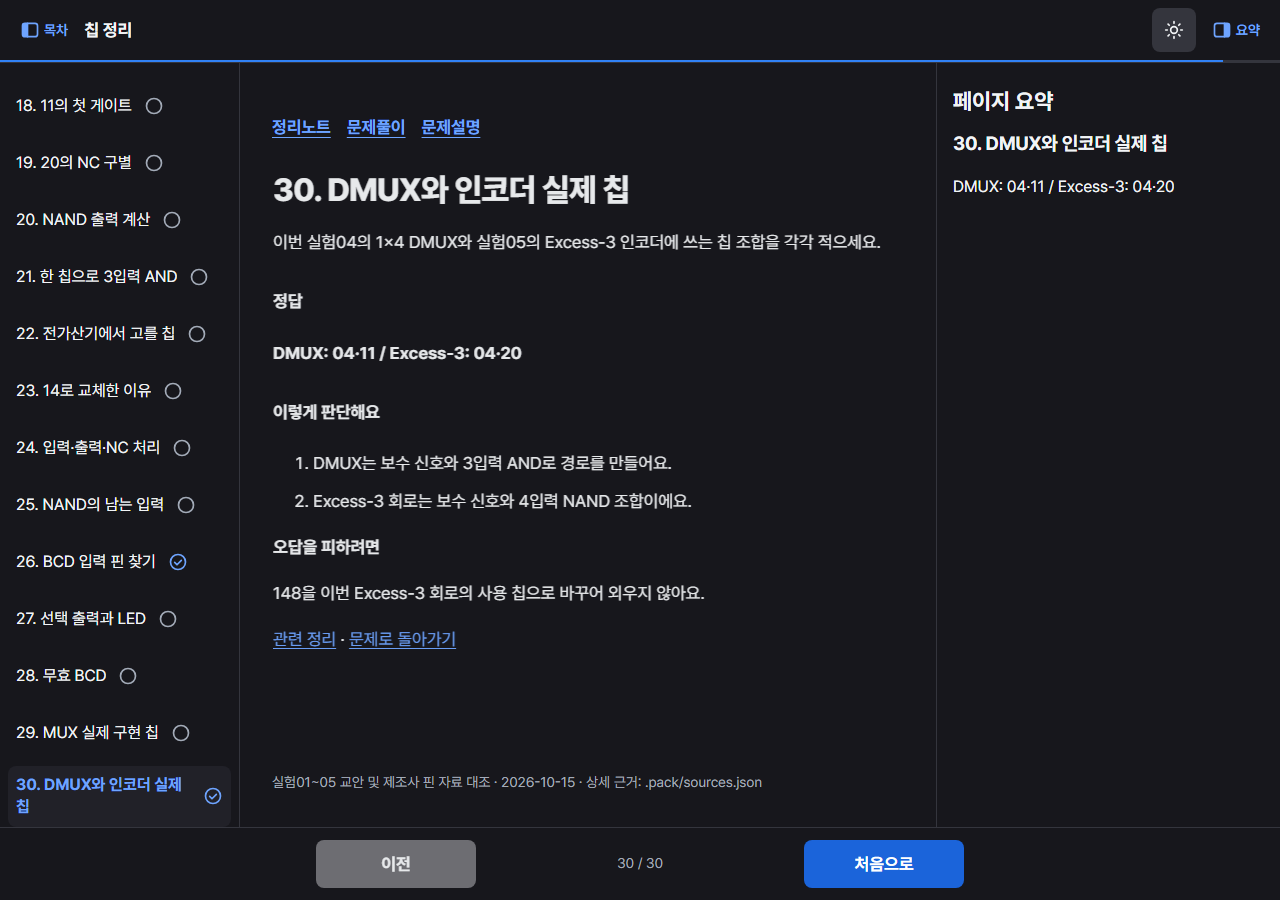 목차
칩 정리
요약
18. 11의 첫 게이트
19. 20의 NC 구별
20. NAND 출력 계산
21. 한 칩으로 3입력 AND
22. 전가산기에서 고를 칩
23. 14로 교체한 이유
24. 입력·출력·NC 처리
25. NAND의 남는 입력
26. BCD 입력 핀 찾기
27. 선택 출력과 LED
28. 무효 BCD
29. MUX 실제 구현 칩
30. DMUX와 인코더 실제
칩
정리노트 문제풀이 문제설명
30. DMUX와 인코더 실제 칩
이번 실험04의 1×4 DMUX와 실험05의 Excess-3 인코더에 쓰는 칩 조합을 각각 적으세요.
정답
DMUX: 04·11 / Excess-3: 04·20
이렇게 판단해요
1. DMUX는 보수 신호와 3입력 AND로 경로를 만들어요.
2. Excess-3 회로는 보수 신호와 4입력 NAND 조합이에요.
오답을 피하려면
148을 이번 Excess-3 회로의 사용 칩으로 바꾸어 외우지 않아요.
관련 정리 · 문제로 돌아가기
실험01~05 교안 및 제조사 핀 자료 대조 · 2026-10-15 · 상세 근거: .pack/sources.json
페이지 요약
30. DMUX와 인코더 실제 칩
DMUX: 04·11 / Excess-3: 04·20
이전
30 / 30
처음으로